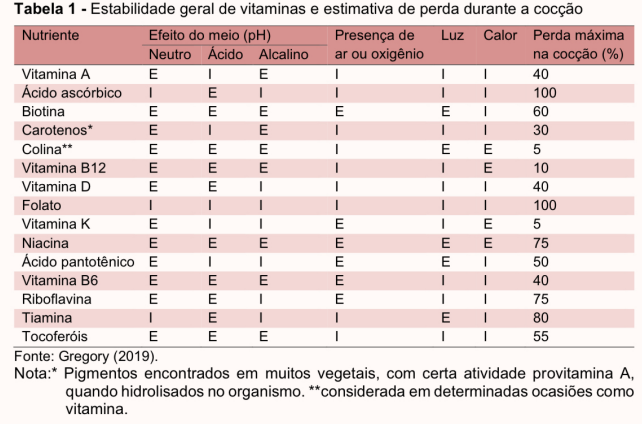 Tabela 1 - Estabilidade geral de vitaminas e estimativa de perda durante a cocção
Nutriente Efeito do meio (pH) Presença de ar ou oxigênio Luz Calor Perda máxima na cocção (%)
Neutro Ácido Alcalino
Vitamina A E I E I I I 40
Ácido ascórbico I E I I I I 100
Biotina E E E E E I 60
Carotenos* E I E I I I 30
Colina** E E E I E E 5
Vitamina B12 E E E I I E 10
Vitamina D E E I I I I 40
Folato I I I I I I 100
Vitamina K E I I E I E 5
Niacina E E E E E E 75
Ácido pantotênico E I I E E I 50
Vitamina B6 E E E E I I 40
Riboflavina E E I E I I 75
Tiamina I E I I E I 80
Tocoferóis E E E I I I 55
Fonte: Gregory (2019).
Nota:* Pigmentos encontrados em muitos vegetais, com certa atividade provitamina A,
quando hidrolisados no organismo. **considerada em determinadas ocasiões como
vitamina.